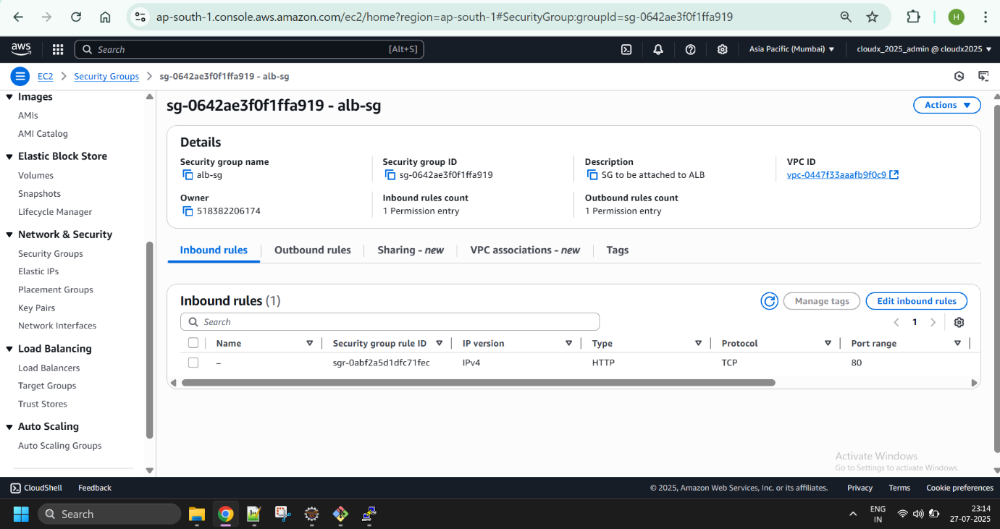 ap-south-1.console.aws.amazon.com/ec2/home?region=ap-south-1#SecurityGroup:groupId=sg-0642ae3f0f1ffa919
H
aws
Search
[Alt+S]
Asia Pacific (Mumbai)
cloudx_2025_admin @ cloudx2025
EC2
Security Groups
sg-0642ae3f0f1ffa919 - alb-sg
Images
AMIs
AMI Catalog
Elastic Block Store
Volumes
Snapshots
Lifecycle Manager
Network & Security
Security Groups
Elastic IPs
Placement Groups
Key Pairs
Network Interfaces
Load Balancing
Load Balancers
Target Groups
Trust Stores
Auto Scaling
Auto Scaling Groups
sg-0642ae3f0f1ffa919 - alb-sg
Actions
Details
Security group name
alb-sg
Security group ID
sg-0642ae3f0f1ffa919
Description
SG to be attached to ALB
VPC ID
vpc-0447f33aaafb9f0c9
Owner
518382206174
Inbound rules count
1 Permission entry
Outbound rules count
1 Permission entry
Inbound rules
Outbound rules
Sharing - new
VPC associations - new
Tags
Inbound rules (1)
Manage tags
Edit inbound rules
Search
1
Name
Security group rule ID
IP version
Type
Protocol
Port range
–
sgr-0abf2a5d1dfc71fec
IPv4
HTTP
TCP
80
Activate Windows
Go to Settings to activate Windows.
CloudShell
Feedback
© 2025, Amazon Web Services, Inc. or its affiliates.
Privacy
Terms
Cookie preferences
Search
ENG
IN
23:14
27-07-2025